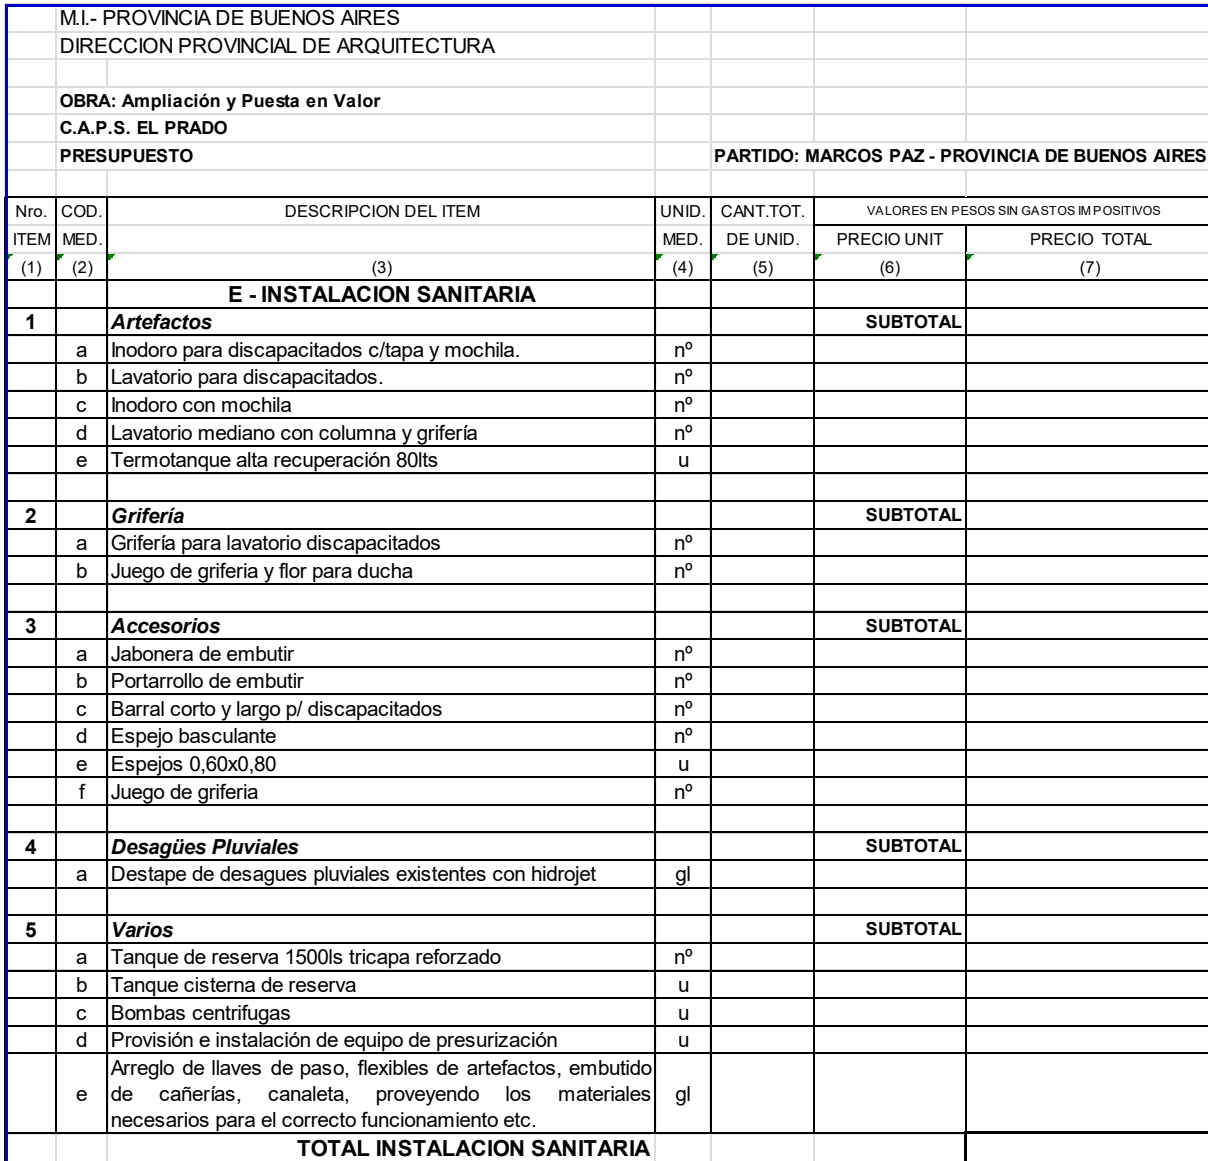 M.I.- PROVINCIA DE BUENOS AIRES
DIRECCION PROVINCIAL DE ARQUITECTURA
OBRA: Ampliación y Puesta en Valor
C.A.P.S. EL PRADO
PRESUPUESTO PARTIDO: MARCOS PAZ - PROVINCIA DE BUENOS AIRES
Nro. COD. DESCRIPCION DEL ITEM UNID. CANT.TOT. VALORES EN PESOS SIN GASTOS IMPOSITIVOS
ITEM MED. MED. DE UNID. PRECIO UNIT PRECIO TOTAL
(1) (2) (3) (4) (5) (6) (7)
E - INSTALACION SANITARIA
1 Artefactos SUBTOTAL
a Inodoro para discapacitados c/tapa y mochila. nº
b Lavatorio para discapacitados. nº
c Inodoro con mochila nº
d Lavatorio mediano con columna y grifería nº
e Termotanque alta recuperación 80lts u
2 Grifería SUBTOTAL
a Grifería para lavatorio discapacitados nº
b Juego de griferia y flor para ducha nº
3 Accesorios SUBTOTAL
a Jabonera de embutir nº
b Portarrollo de embutir nº
c Barral corto y largo p/ discapacitados nº
d Espejo basculante nº
e Espejos 0,60x0,80 u
f Juego de griferia nº
4 Desagües Pluviales SUBTOTAL
a Destape de desagues pluviales existentes con hidrojet gl
5 Varios SUBTOTAL
a Tanque de reserva 1500ls tricapa reforzado nº
b Tanque cisterna de reserva u
c Bombas centrifugas u
d Provisión e instalación de equipo de presurización u
Arreglo de llaves de paso, flexibles de artefactos, embutido
e de cañerías, canaleta, proveyendo los materiales gl
necesarios para el correcto funcionamiento etc.
TOTAL INSTALACION SANITARIA